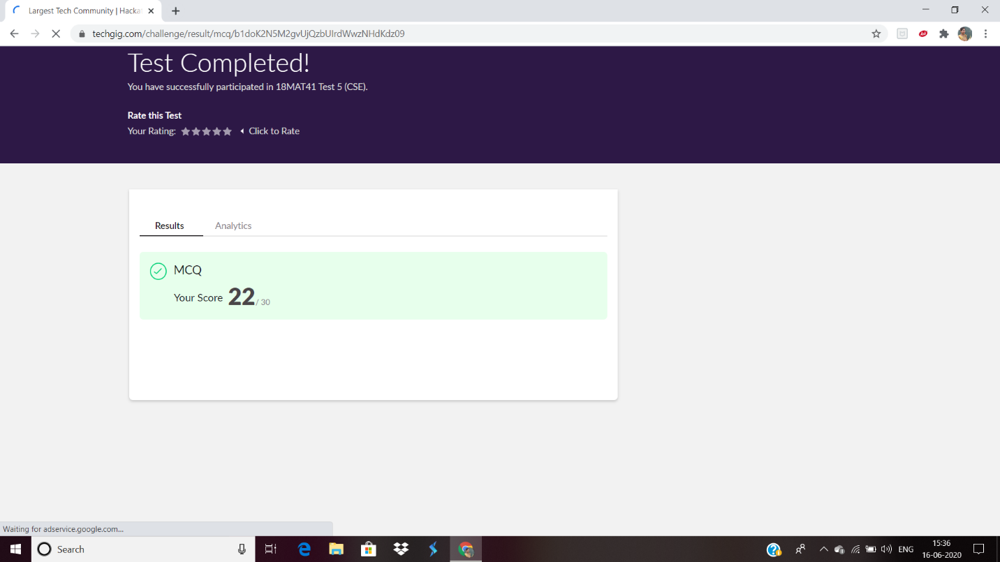 Largest Tech Community | Hacka
techgig.com/challenge/result/mcq/b1doK2N5M2gvUjQzbUIrdWwzNHdKdz09
Test Completed!
You have successfully participated in 18MAT41 Test 5 (CSE).
Rate this Test
Your Rating: Click to Rate
Results Analytics
MCQ
Your Score 22 / 30
Waiting for adservice.google.com...
Search
ENG
15:36
16-06-2020